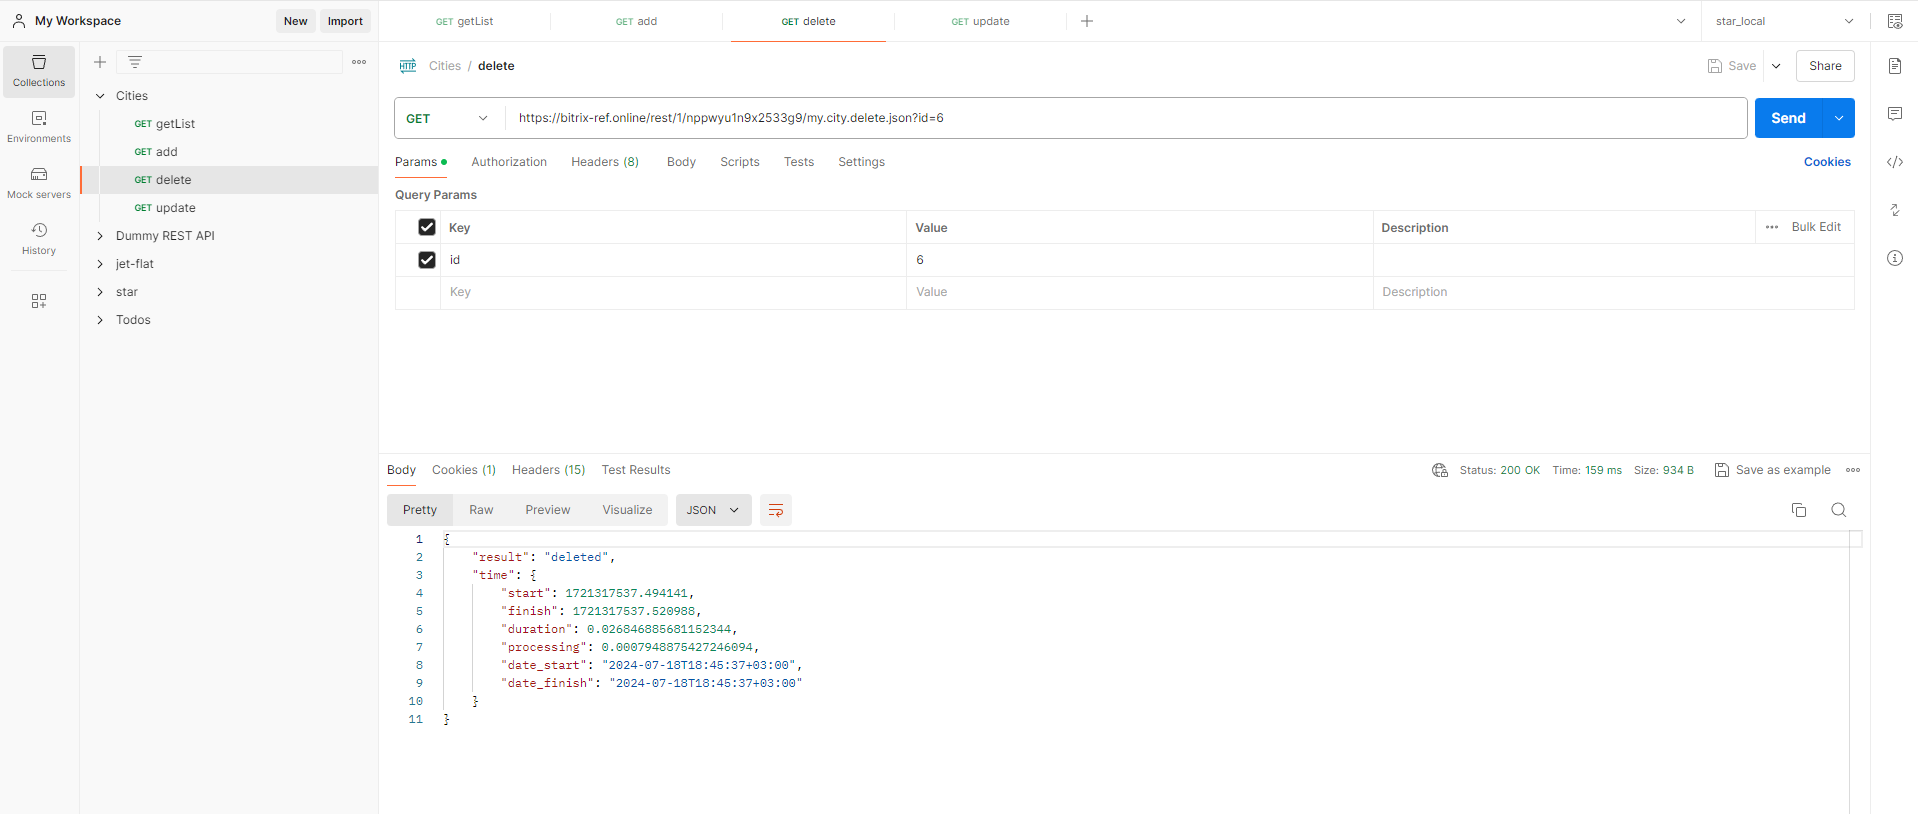 My Workspace New Import
GET getList GET add GET delete GET update star_local
Collections
Environments
Mock servers
History
Cities
GET getList
GET add
GET delete
GET update
Dummy REST API
jet-flat
star
Todos
HTTP Cities / delete Save Share
GET https://bitrix-ref.online/rest/1/nppwyu1n9x2533g9/my.city.delete.json?id=6 Send
Params Authorization Headers (8) Body Scripts Tests Settings Cookies
Query Params
Key Value Description Bulk Edit
id 6
Key Value Description
Body Cookies (1) Headers (15) Test Results Status: 200 OK Time: 159 ms Size: 934 B Save as example
Pretty Raw Preview Visualize JSON
1 {
2 "result": "deleted",
3 "time": {
4 "start": 1721317537.494141,
5 "finish": 1721317537.520988,
6 "duration": 0.026846885681152344,
7 "processing": 0.0007948875427246094,
8 "date_start": "2024-07-18T18:45:37+03:00",
9 "date_finish": "2024-07-18T18:45:37+03:00"
10 }
11 }